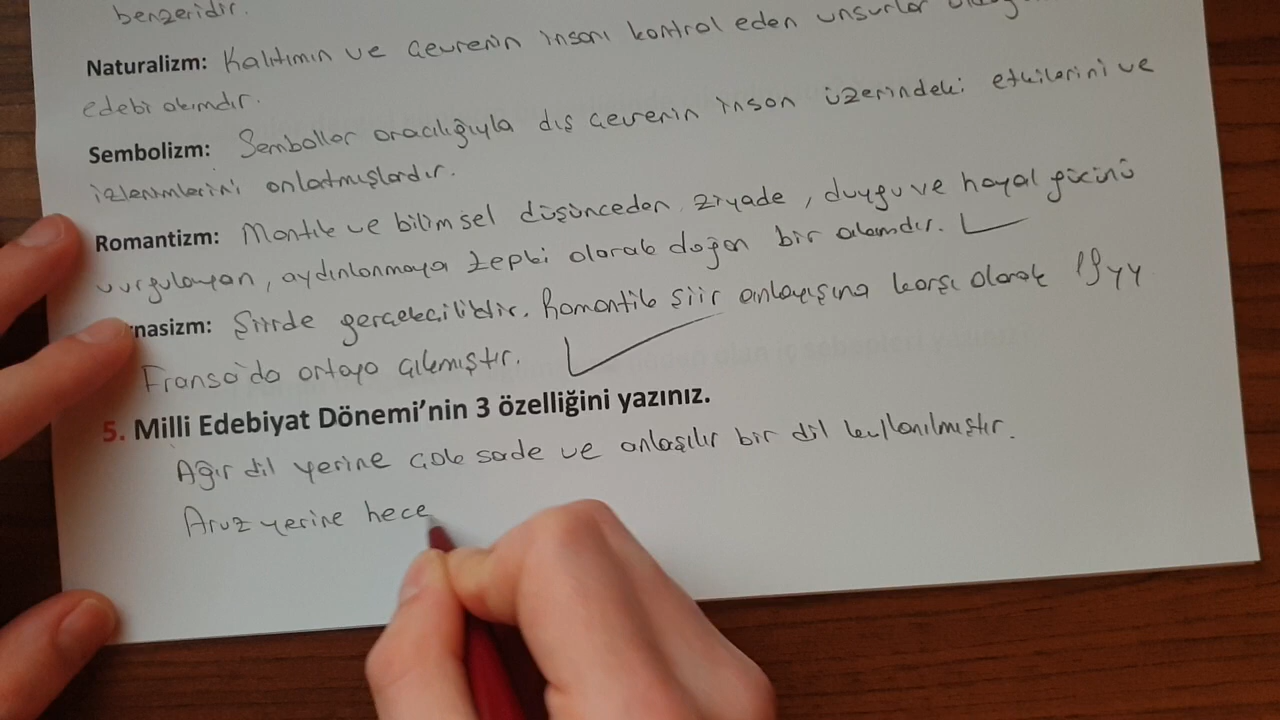 benzeridir.
Naturalizm: Kalıtımın ve çevrenin insanı kontrol eden unsurlar
edebi akımdır.
Sembolizm: Semboller aracılığıyla dış çevrenin insan üzerindeki etkilerini ve
izlenimlerini anlatmışlardır.
Romantizm: Mantık ve bilimsel düşünceden ziyade, duygu ve hayal gücünü
vurgulayan, aydınlanmaya tepki olarak doğan bir akımdır.
nasizm: Şiirde gerçekçiliktir. Romantik şiir anlayışına karşı olarak 19.yy
Fransa'da ortaya çıkmıştır.
5. Milli Edebiyat Dönemi'nin 3 özelliğini yazınız.
Ağır dil yerine çok sade ve anlaşılır bir dil kullanılmıştır.
Aruz yerine hece